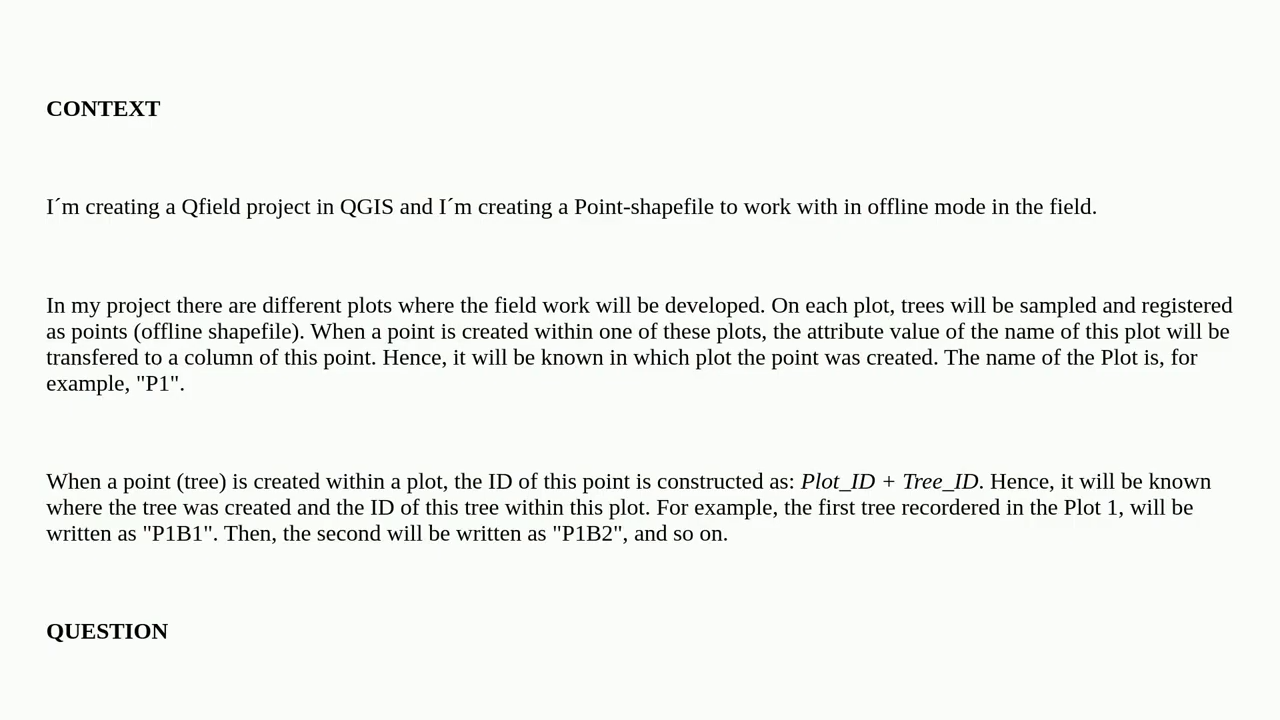 CONTEXT
I´m creating a Qfield project in QGIS and I´m creating a Point-shapefile to work with in offline mode in the field.
In my project there are different plots where the field work will be developed. On each plot, trees will be sampled and registered
as points (offline shapefile). When a point is created within one of these plots, the attribute value of the name of this plot will be
transfered to a column of this point. Hence, it will be known in which plot the point was created. The name of the Plot is, for
example, "P1".
When a point (tree) is created within a plot, the ID of this point is constructed as: Plot_ID + Tree_ID. Hence, it will be known
where the tree was created and the ID of this tree within this plot. For example, the first tree recordered in the Plot 1, will be
written as "P1B1". Then, the second will be written as "P1B2", and so on.
QUESTION